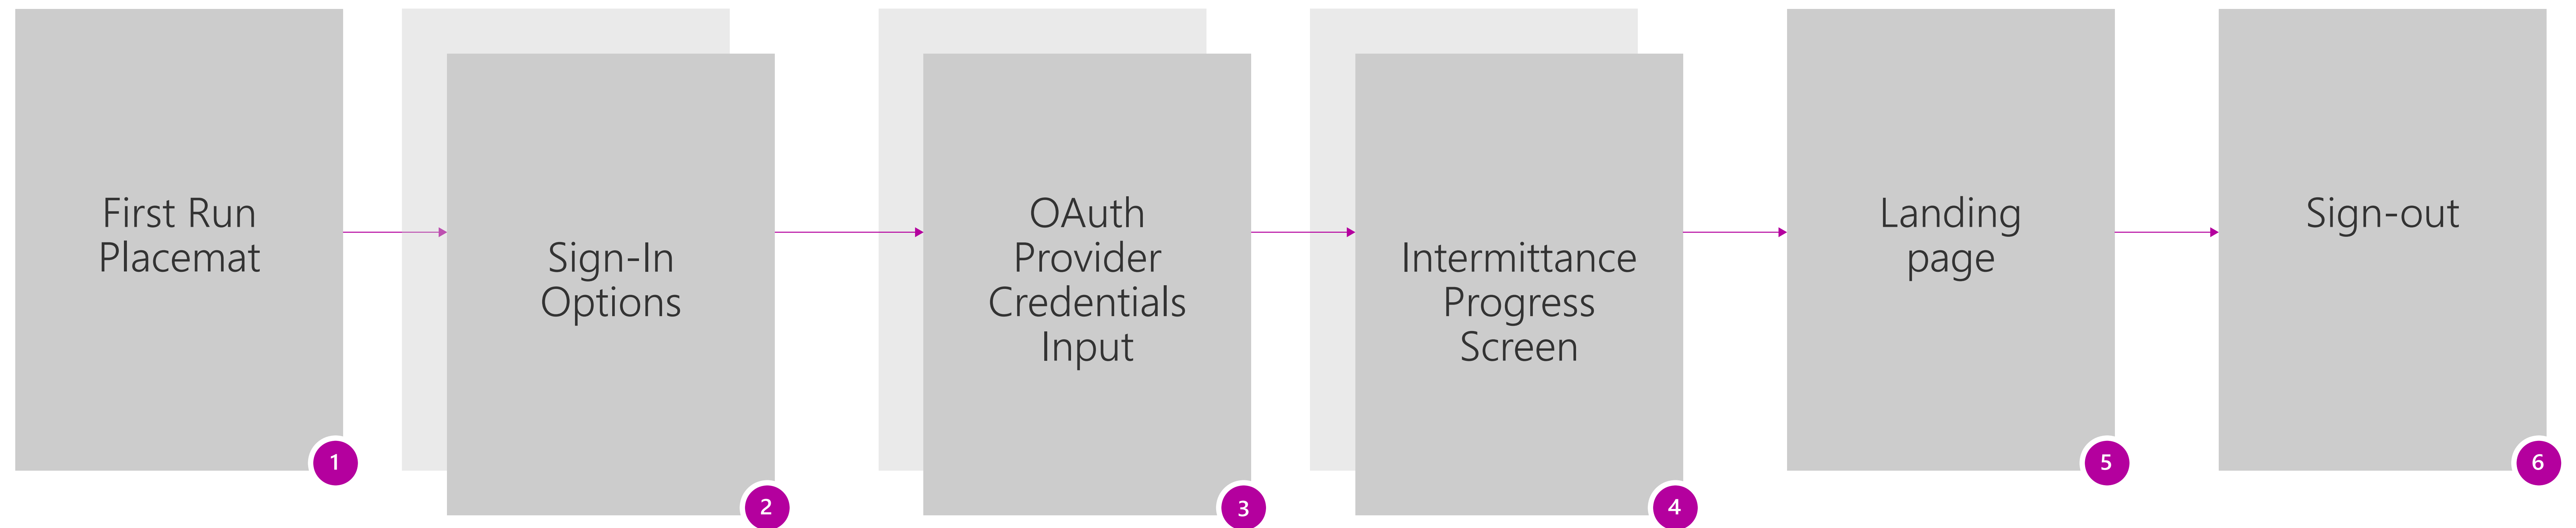 First Run
Placemat
1
Sign-In
Options
2
OAuth
Provider
Credentials
Input
3
Intermittance
Progress
Screen
4
Landing
page
5
Sign-out
6